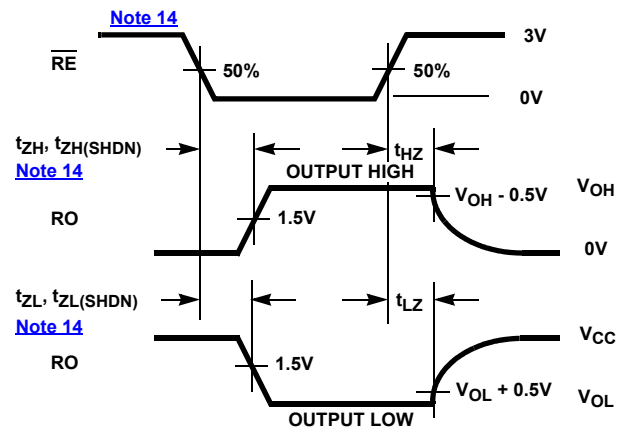 Note 14
RE
50%
50%
3V
0V
tZH, tZH(SHDN)
Note 14
tHZ
OUTPUT HIGH
VOH - 0.5V
VOH
RO
1.5V
0V
tZL, tZL(SHDN)
Note 14
tLZ
VCC
RO
1.5V
VOL + 0.5V
VOL
OUTPUT LOW